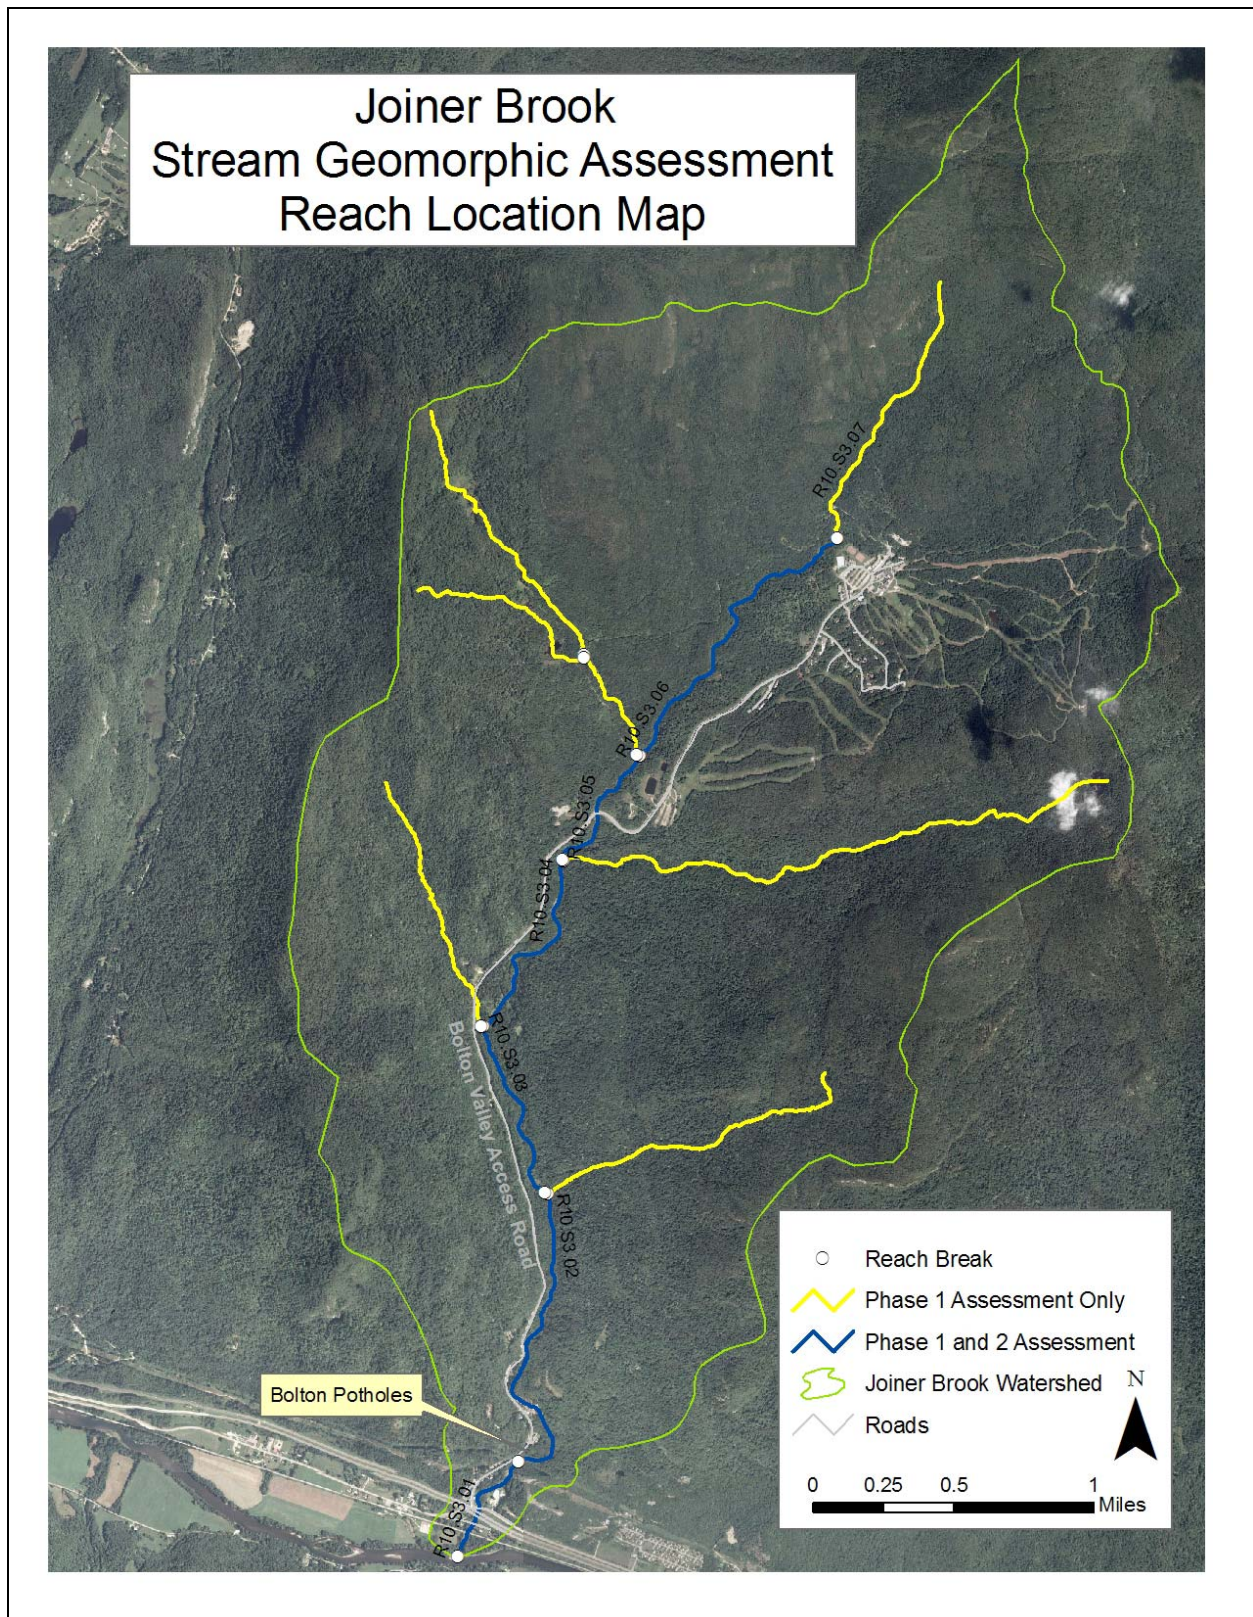 Joiner Brook
Stream Geomorphic Assessment
Reach Location Map
R10.S3.07
R10.S3.06
R10.S3.05
R10.S3.04
R10.S3.03
Bolton Valley Access Road
R10.S3.02
Bolton Potholes
R10.S3.01
Reach Break
Phase 1 Assessment Only
Phase 1 and 2 Assessment
Joiner Brook Watershed
Roads
N
0 0.25 0.5 1
Miles